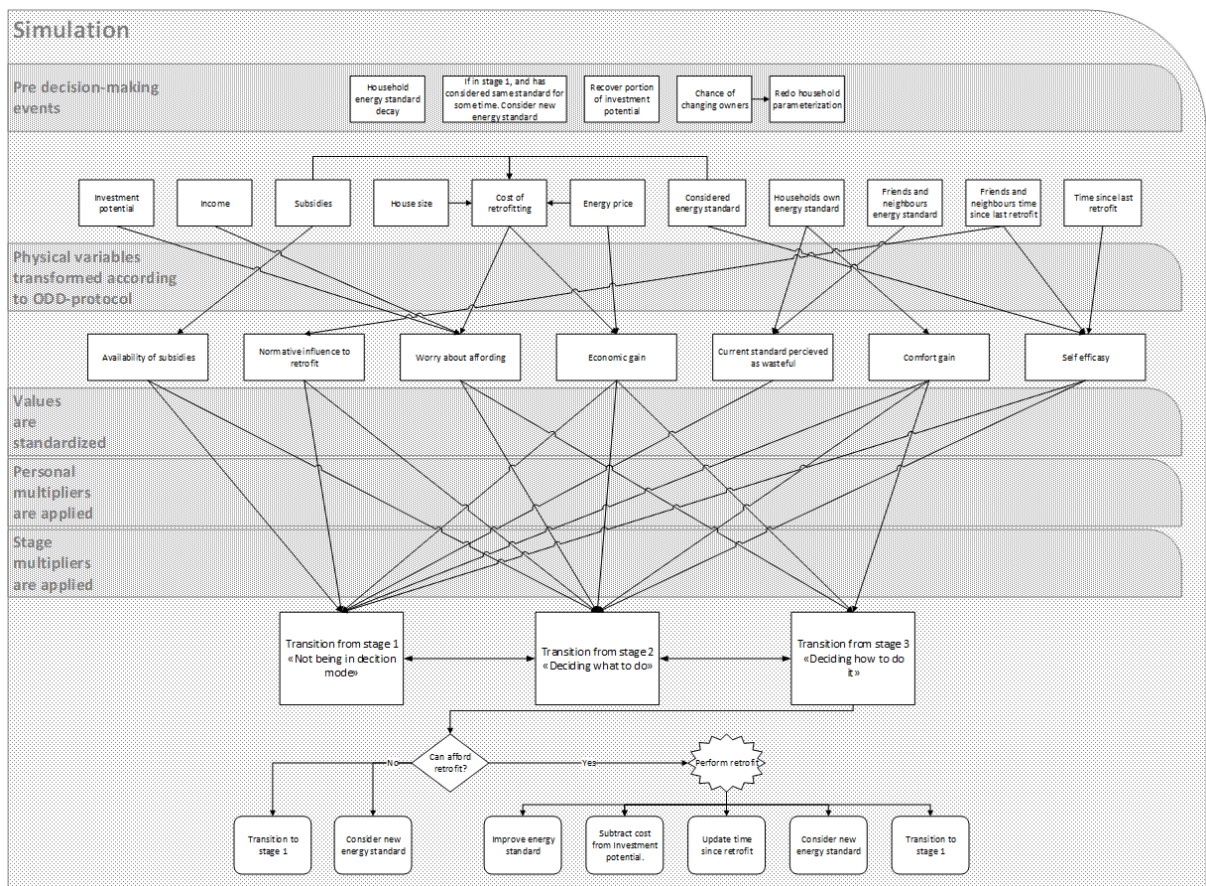 Simulation
Pre decision-making
events
Household
energy standard
decay
If in stage 1, and has
considered same standard for
some time. Consider new
energy standard
Recover portion
of investment
potential
Chance of
changing owners
Redo household
parameterization
Investment
potential
Income
Subsidies
House size
Cost of
retrofitting
Energy price
Considered
energy standard
Households own
energy standard
Friends and
neighbours
energy standard
Friends and
neighbours time
since last retrofit
Time since last
retrofit
Physical variables
transformed according
to ODD-protocol
Availability of subsidies
Normative influence to
retrofit
Worry about affording
Economic gain
Current standard percieved
as wasteful
Comfort gain
Self efficasy
Values
are
standardized
Personal
multipliers
are applied
Stage
multipliers
are applied
Transition from stage 1
«Not being in decition
mode»
Transition from stage 2
«Deciding what to do»
Transition from stage 3
«Deciding how to do
it»
Can afford
retrofit?
No
Yes
Perform retrofit
Transition to
stage 1
Consider new
energy standard
Improve energy
standard
Subtract cost
from investment
potential.
Update time
since retrofit
Consider new
energy standard
Transition to
stage 1